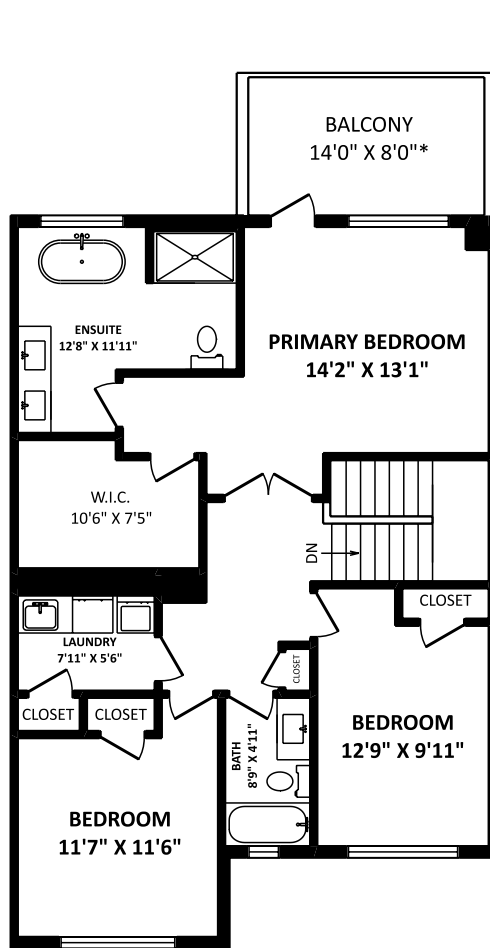 BALCONY
14'0" X 8'0"*
ENSUITE
12'8" X 11'11"
PRIMARY BEDROOM
14'2" X 13'1"
W.I.C.
10'6" X 7'5"
DN
CLOSET
LAUNDRY
7'11" X 5'6"
CLOSET
CLOSET
CLOSET
BATH
8'9" X 4'11"
BEDROOM
12'9" X 9'11"
BEDROOM
11'7" X 11'6"